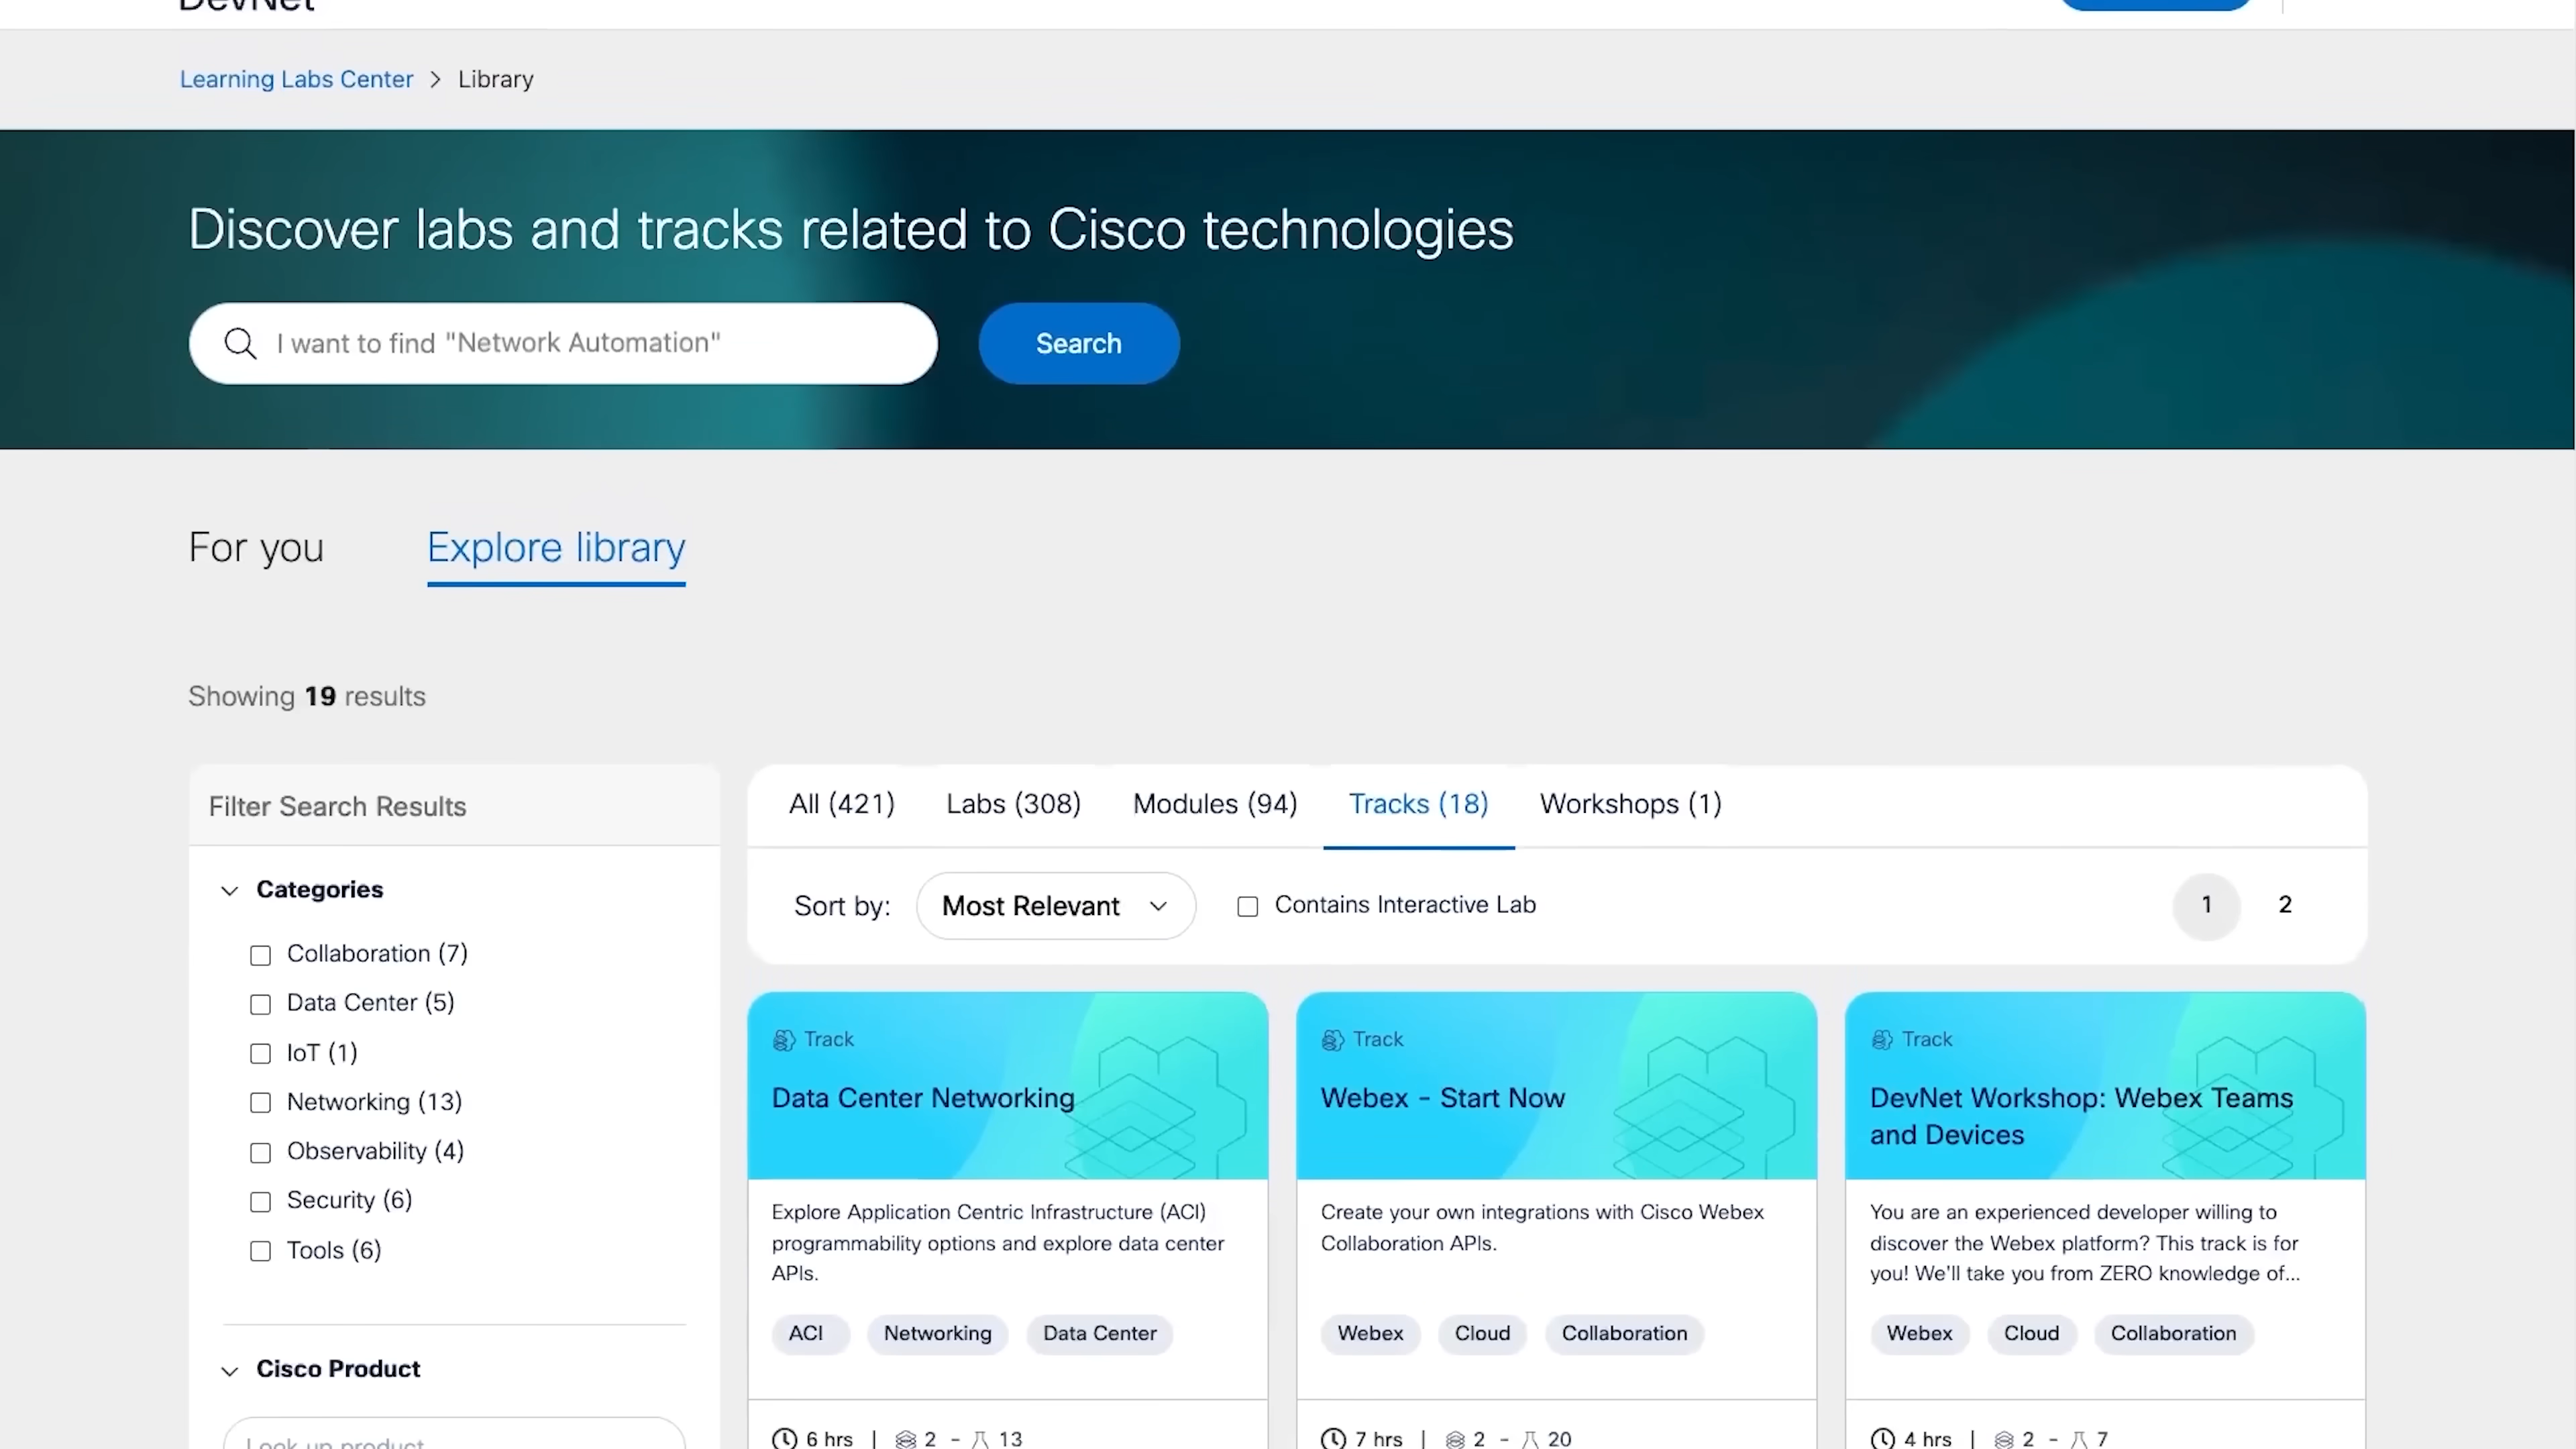 DevNet
Learning Labs Center > Library
Discover labs and tracks related to Cisco technologies
I want to find "Network Automation"
Search
For you
Explore library
Showing 19 results
Filter Search Results
Categories
Collaboration (7)
Data Center (5)
IoT (1)
Networking (13)
Observability (4)
Security (6)
Tools (6)
Cisco Product
Look up product
All (421)
Labs (308)
Modules (94)
Tracks (18)
Workshops (1)
Sort by:
Most Relevant
Contains Interactive Lab
1
2
Track
Data Center Networking
Explore Application Centric Infrastructure (ACI)
programmability options and explore data center
APIs.
ACI
Networking
Data Center
6 hrs | 2 - 13
Track
Webex - Start Now
Create your own integrations with Cisco Webex
Collaboration APIs.
Webex
Cloud
Collaboration
7 hrs | 2 - 20
Track
DevNet Workshop: Webex Teams
and Devices
You are an experienced developer willing to
discover the Webex platform? This track is for
you! We'll take you from ZERO knowledge of...
Webex
Cloud
Collaboration
4 hrs | 2 - 7